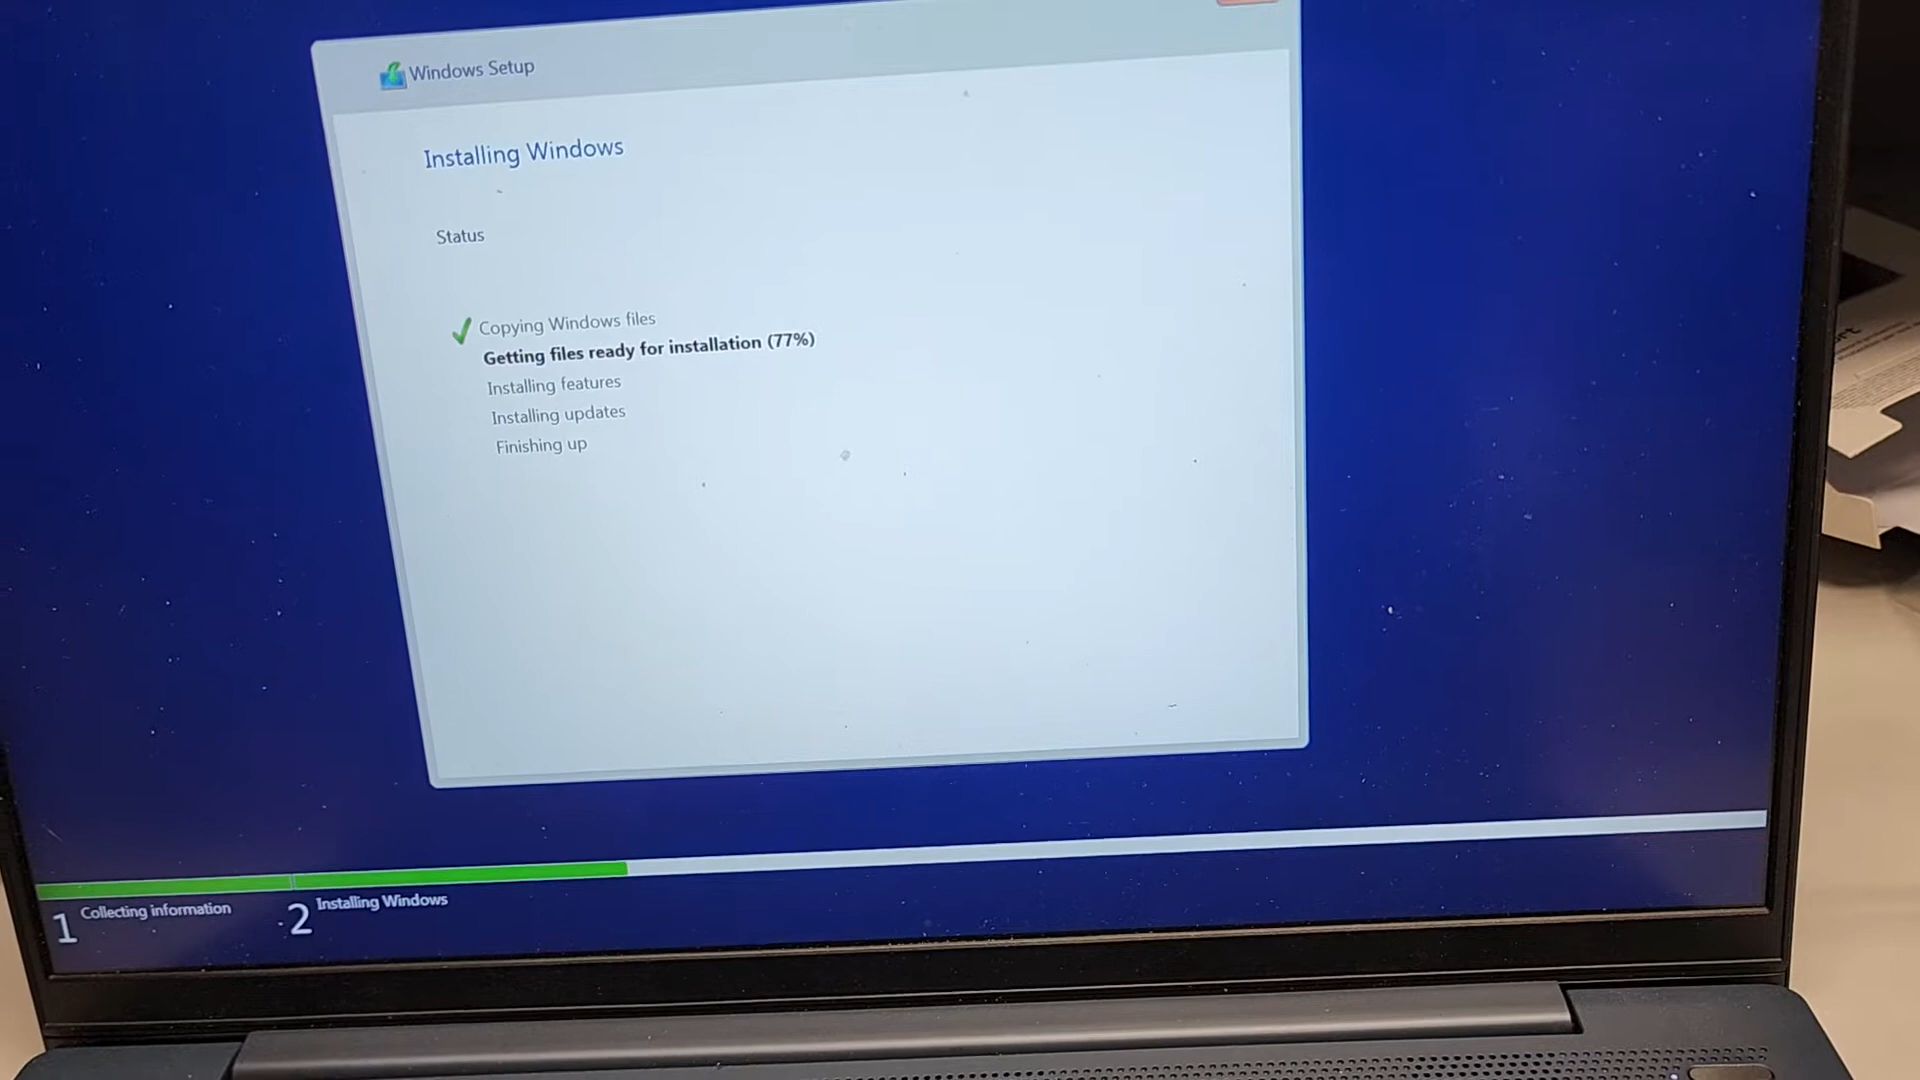 Windows Setup
Installing Windows
Status
Copying Windows files
Getting files ready for installation (77%)
Installing features
Installing updates
Finishing up
1 Collecting information
2 Installing Windows